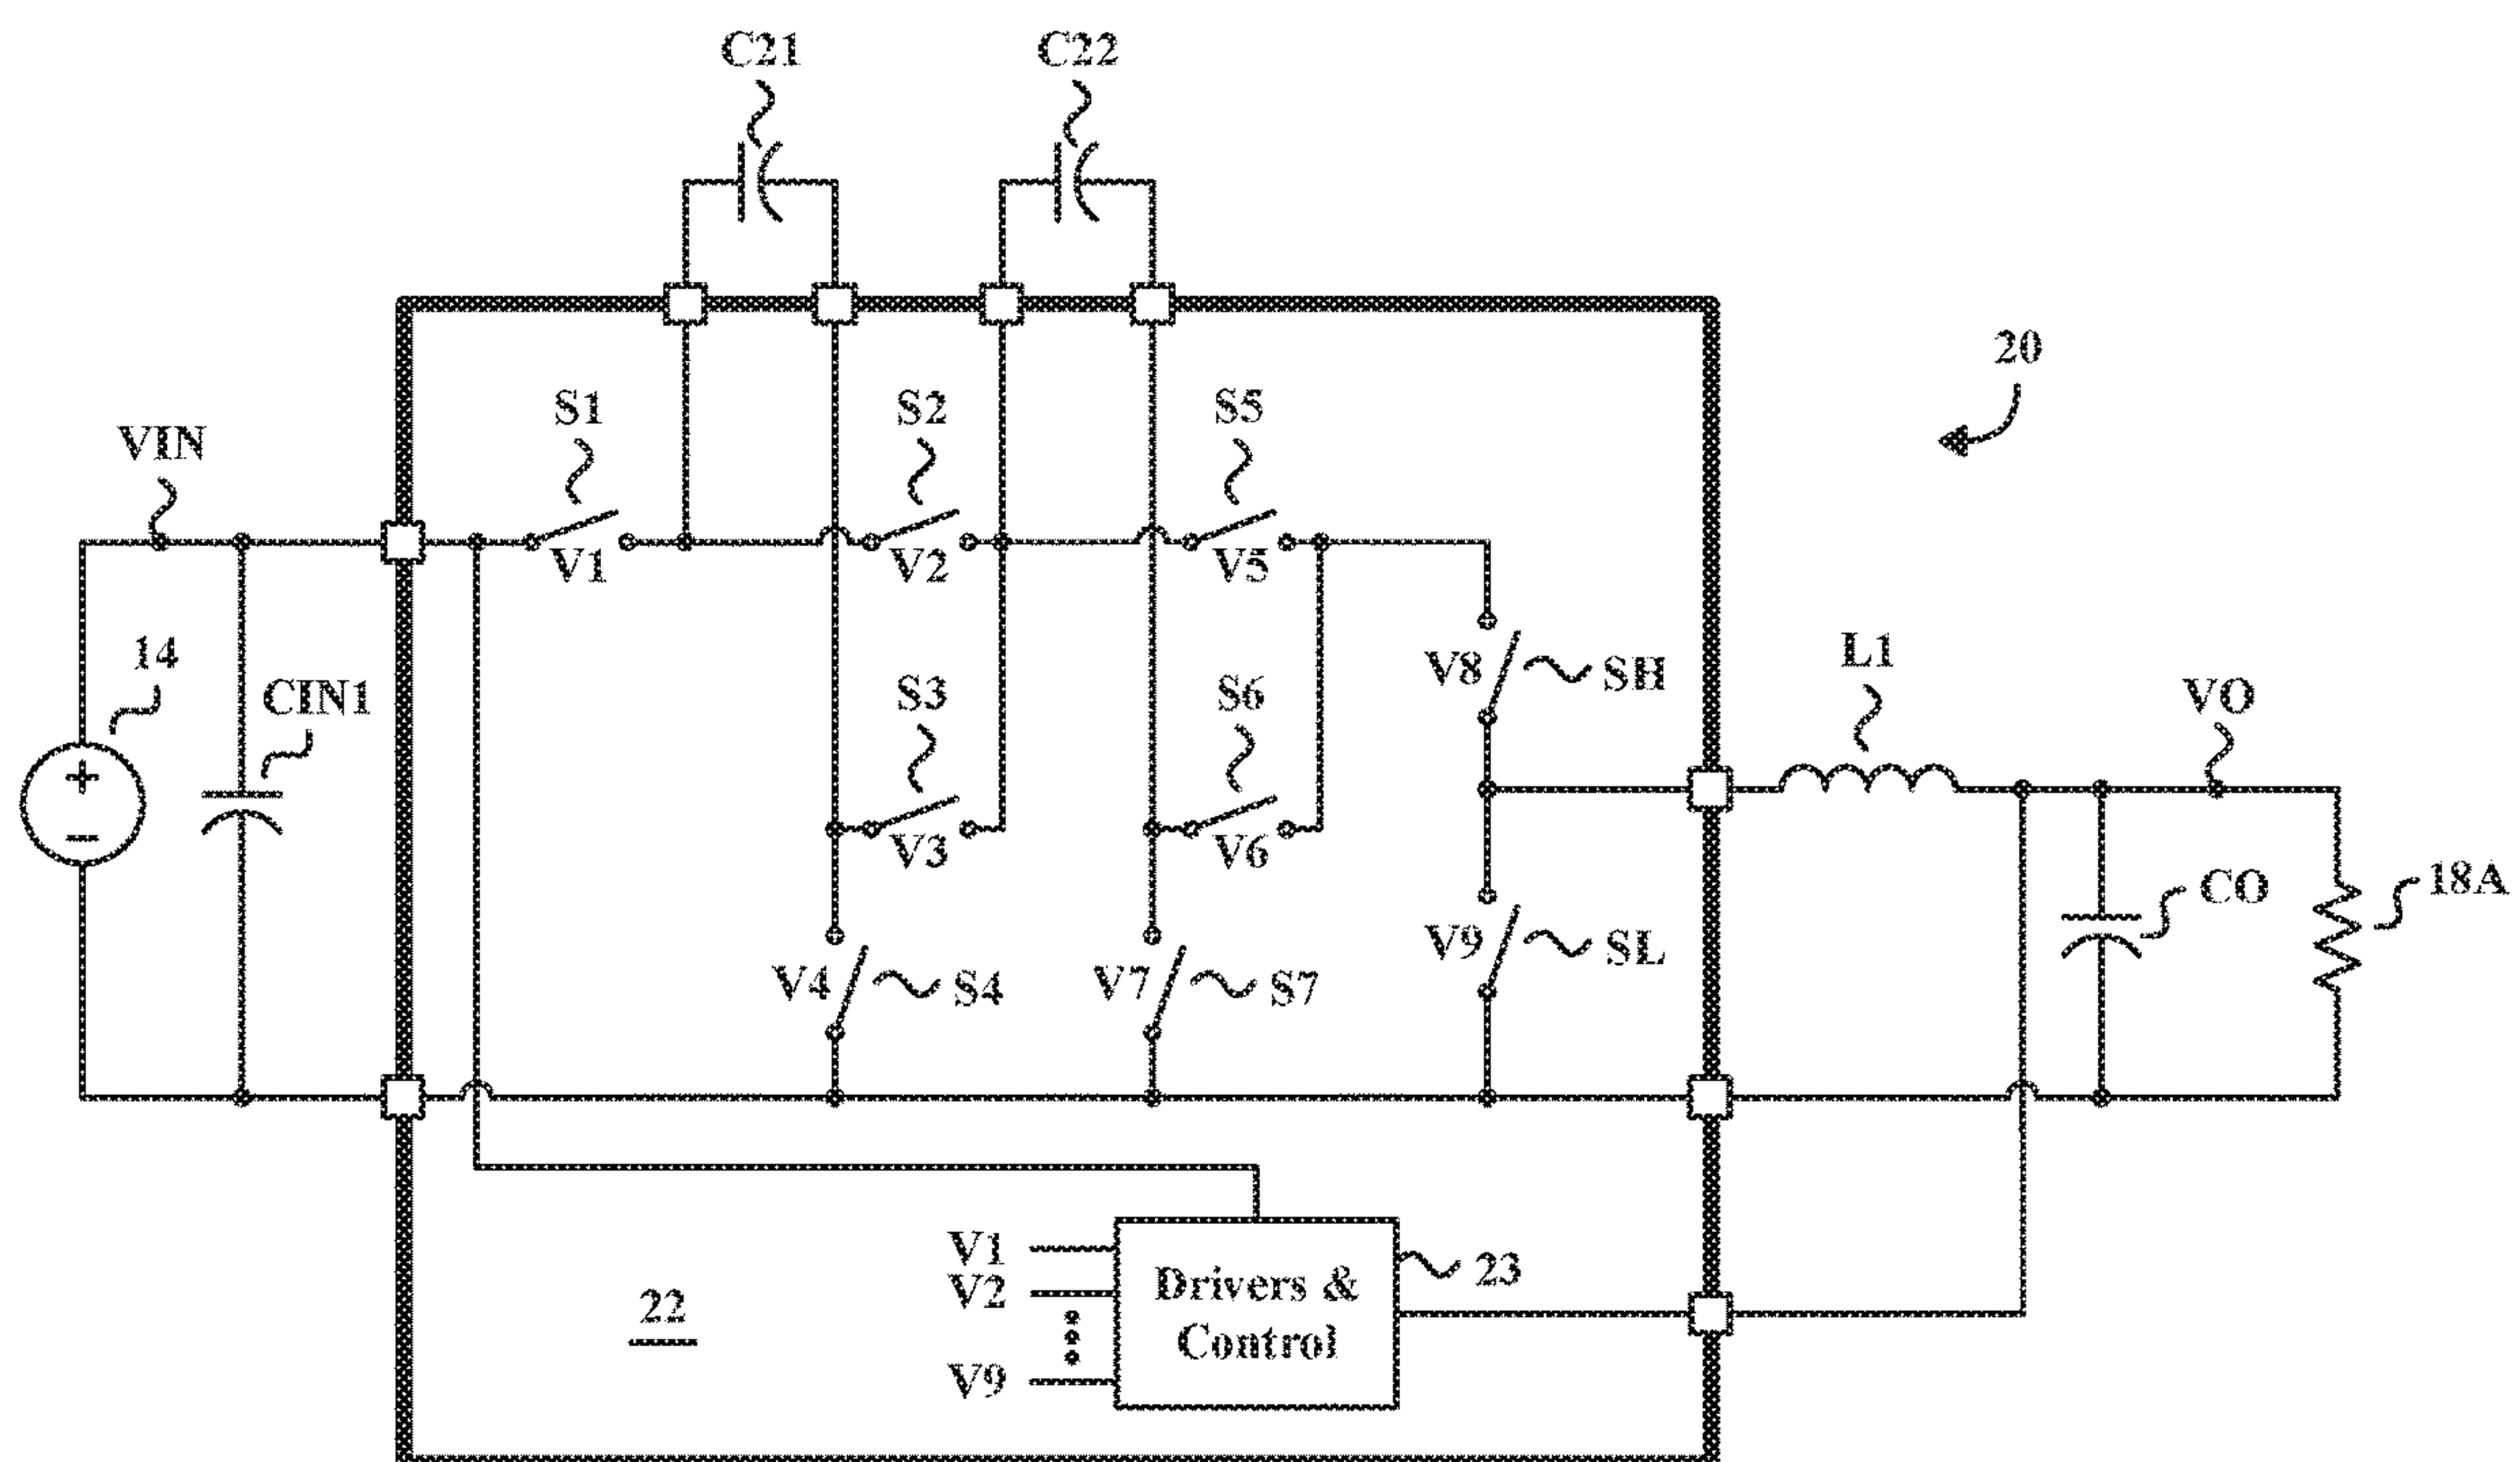 C21 C22
20
S1 S2 S5
VIN
V1 V2 V5
14
CIN1
V8 SH
L1
VO
S3 S6
+
−
V3 V6
18A
CO
V9 SL
V4 S4 V7 S7
V1
V2
V9
Drivers &
Control
23
22